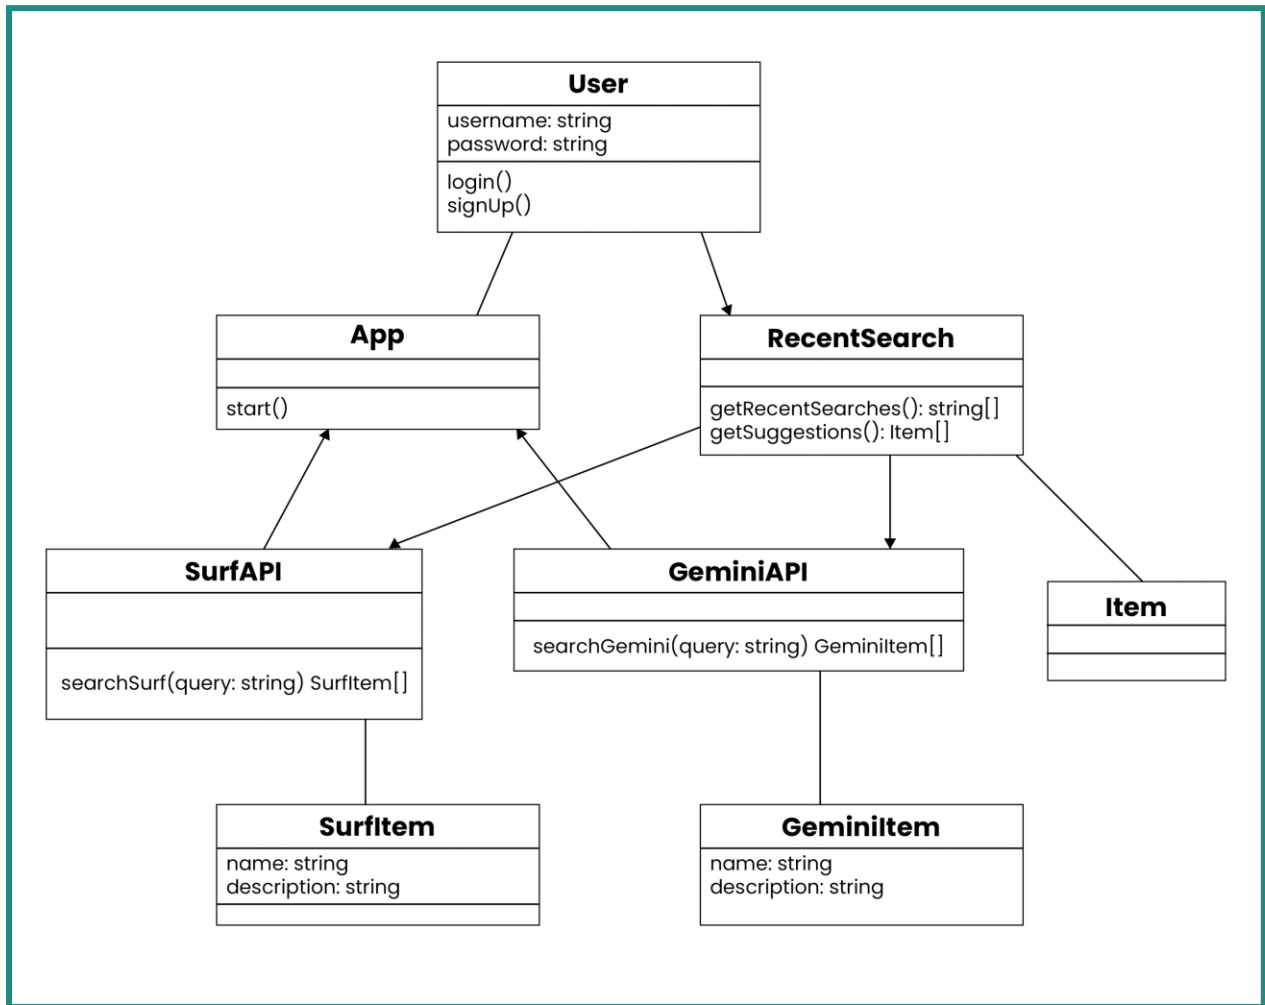 User
username: string
password: string
login()
signUp()
App
start()
RecentSearch
getRecentSearches(): string[]
getSuggestions(): Item[]
SurfAPI
searchSurf(query: string) SurfItem[]
GeminiAPI
searchGemini(query: string) GeminiItem[]
Item
SurfItem
name: string
description: string
GeminiItem
name: string
description: string